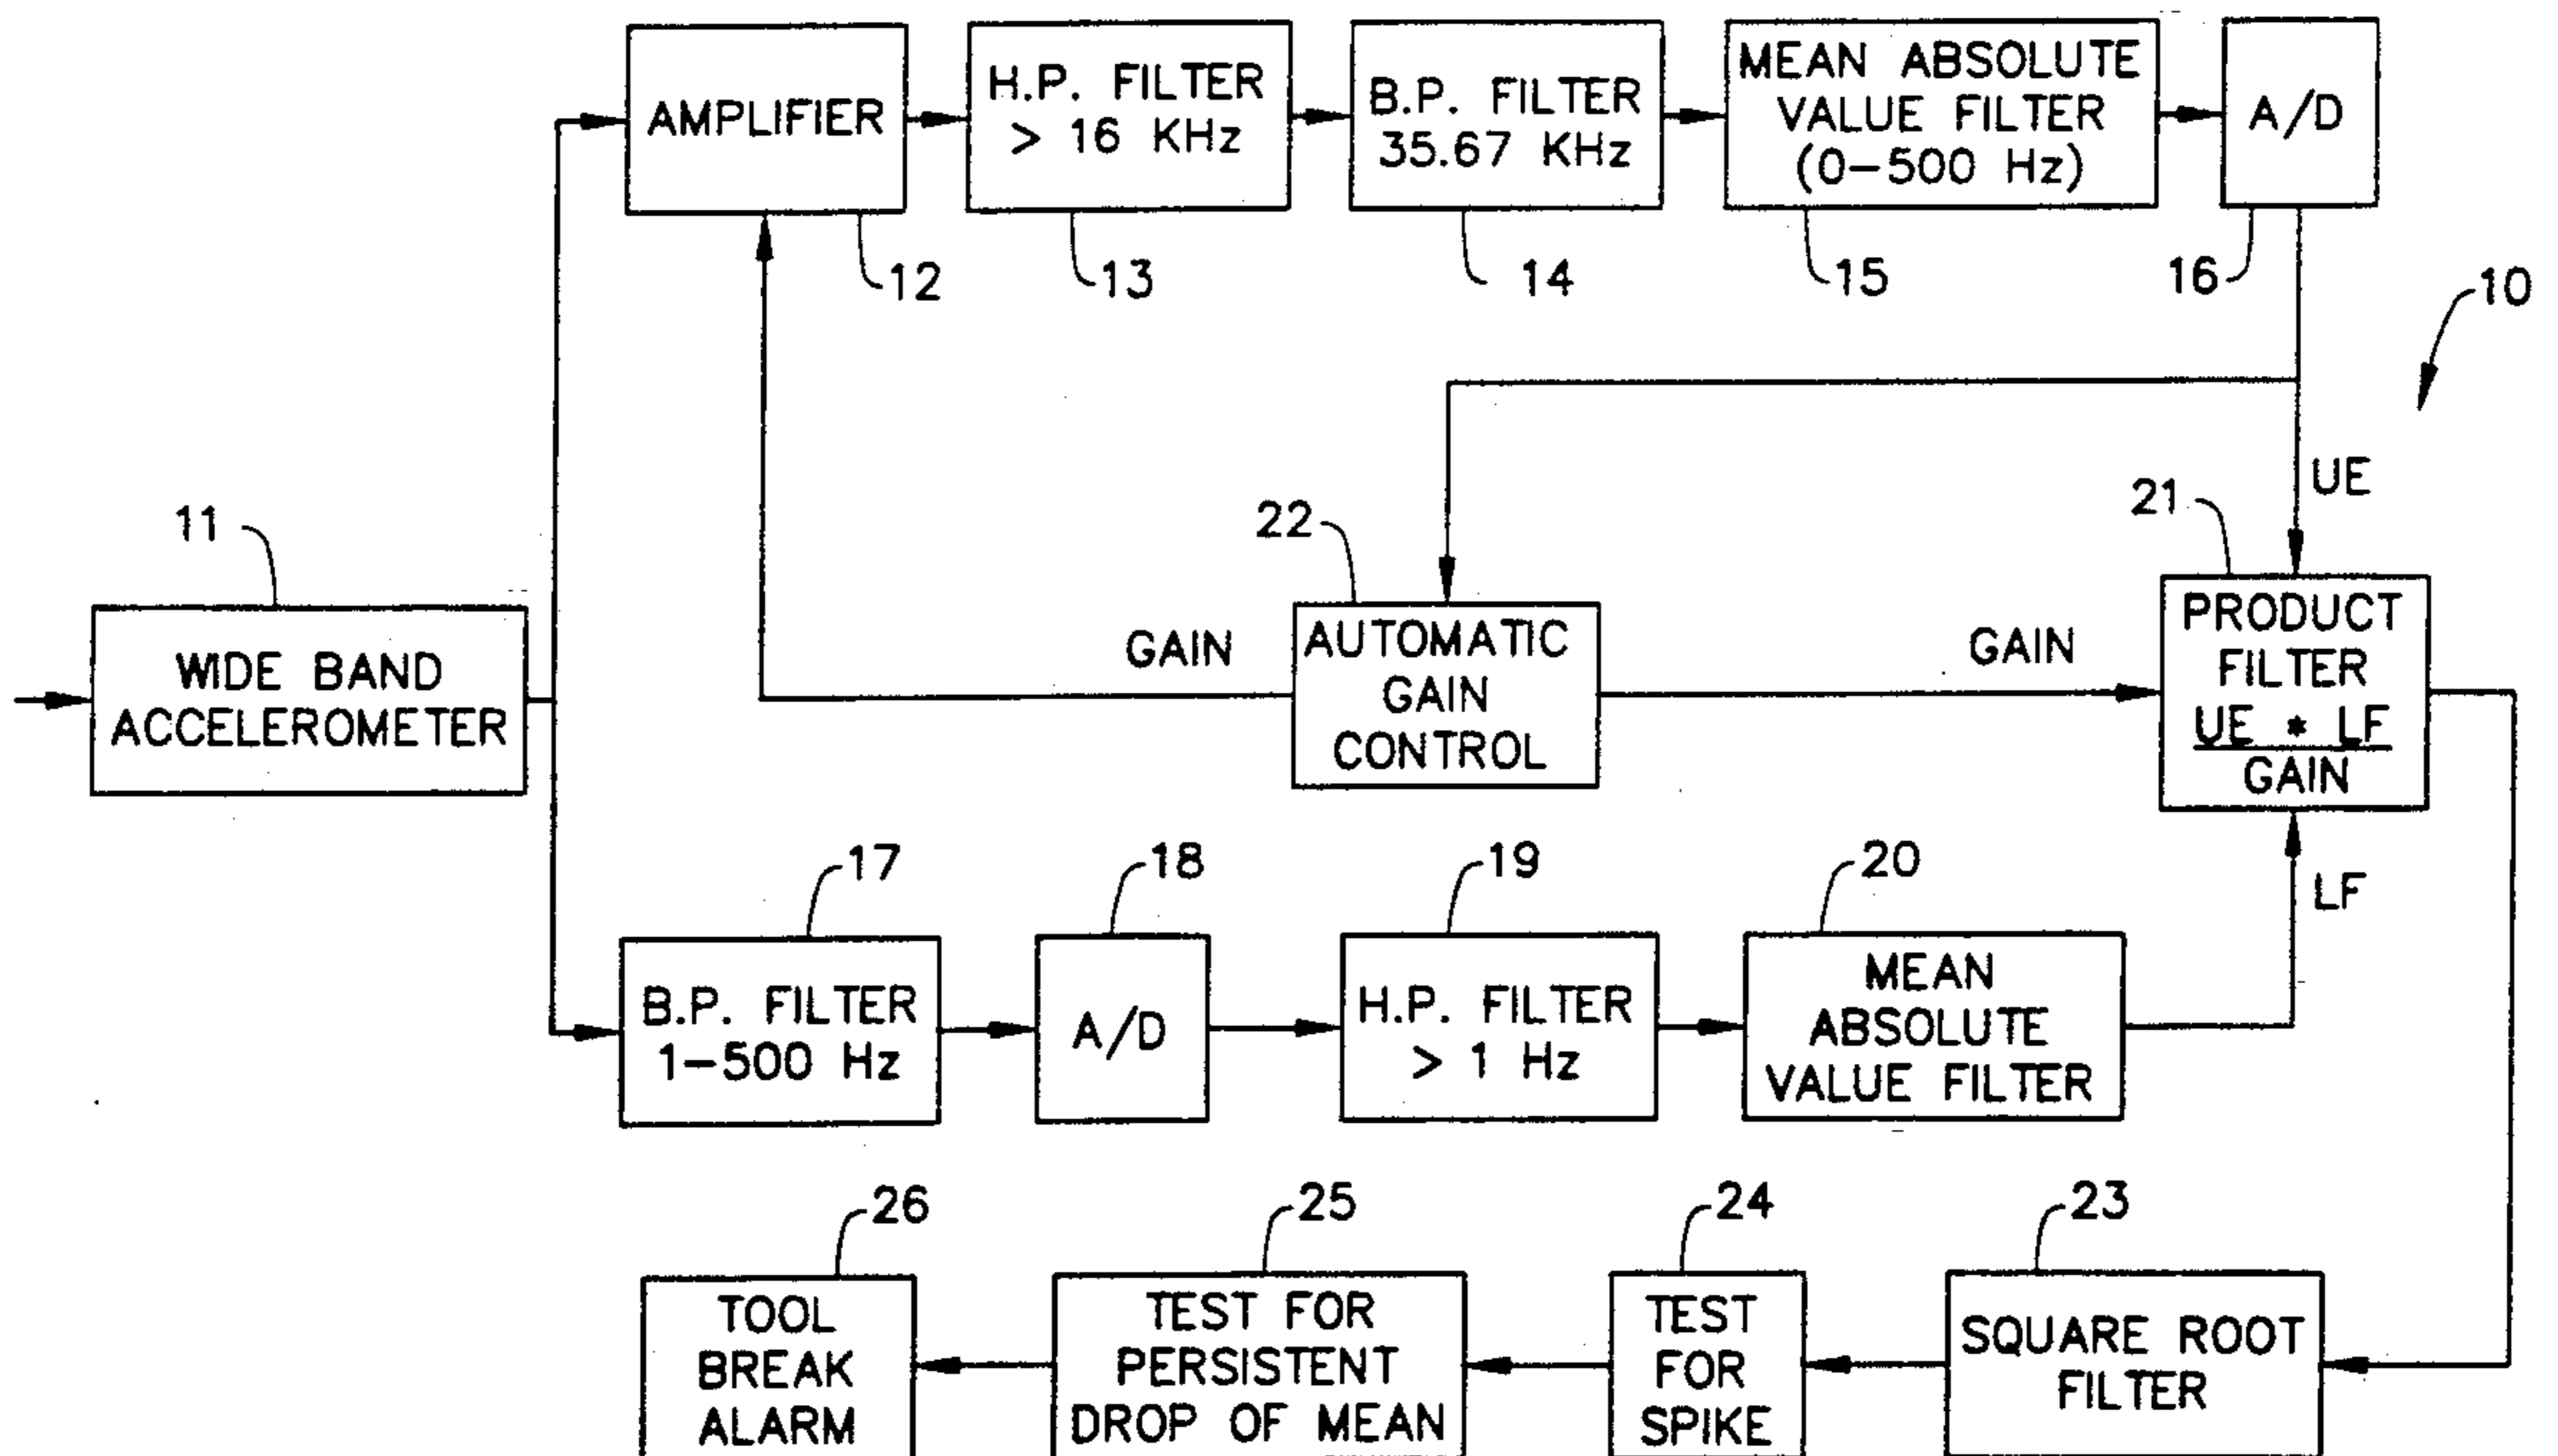 AMPLIFIER
H.P. FILTER
> 16 KHz
B.P. FILTER
35.67 KHz
MEAN ABSOLUTE
VALUE FILTER
(0-500 Hz)
A/D
12
13
14
15
16
10
UE
11
22
21
WIDE BAND
ACCELEROMETER
GAIN
AUTOMATIC
GAIN
CONTROL
GAIN
PRODUCT
FILTER
UE * LF
GAIN
17
18
19
20
LF
B.P. FILTER
1-500 Hz
A/D
H.P. FILTER
> 1 Hz
MEAN
ABSOLUTE
VALUE FILTER
26
25
24
23
TOOL
BREAK
ALARM
TEST FOR
PERSISTENT
DROP OF MEAN
TEST
FOR
SPIKE
SQUARE ROOT
FILTER